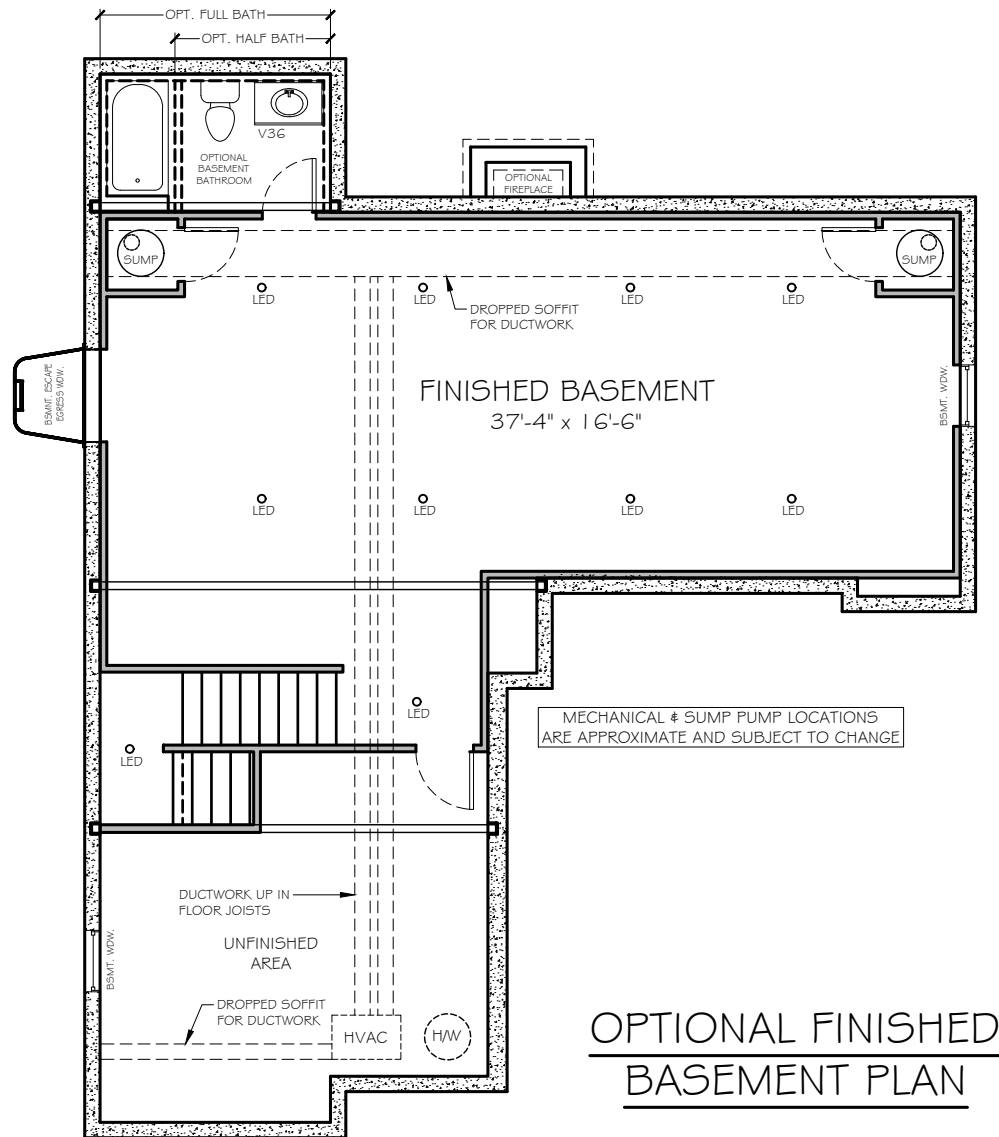 OPT. FULL BATH
OPT. HALF BATH
V36
OPTIONAL
BASEMENT
BATHROOM
OPTIONAL
FIREPLACE
SUMP
SUMP
LED
LED
LED
LED
DROPPED SOFFIT
FOR DUCTWORK
BSMNT. ESCAPE
EGRESS WDW.
FINISHED BASEMENT
37'-4" x 16'-6"
BSMT. WDW.
LED
LED
LED
LED
LED
LED
MECHANICAL & SUMP PUMP LOCATIONS
ARE APPROXIMATE AND SUBJECT TO CHANGE
DUCTWORK UP IN
FLOOR JOISTS
UNFINISHED
AREA
BSMT. WDW.
DROPPED SOFFIT
FOR DUCTWORK
HVAC
H/W
OPTIONAL FINISHED
BASEMENT PLAN